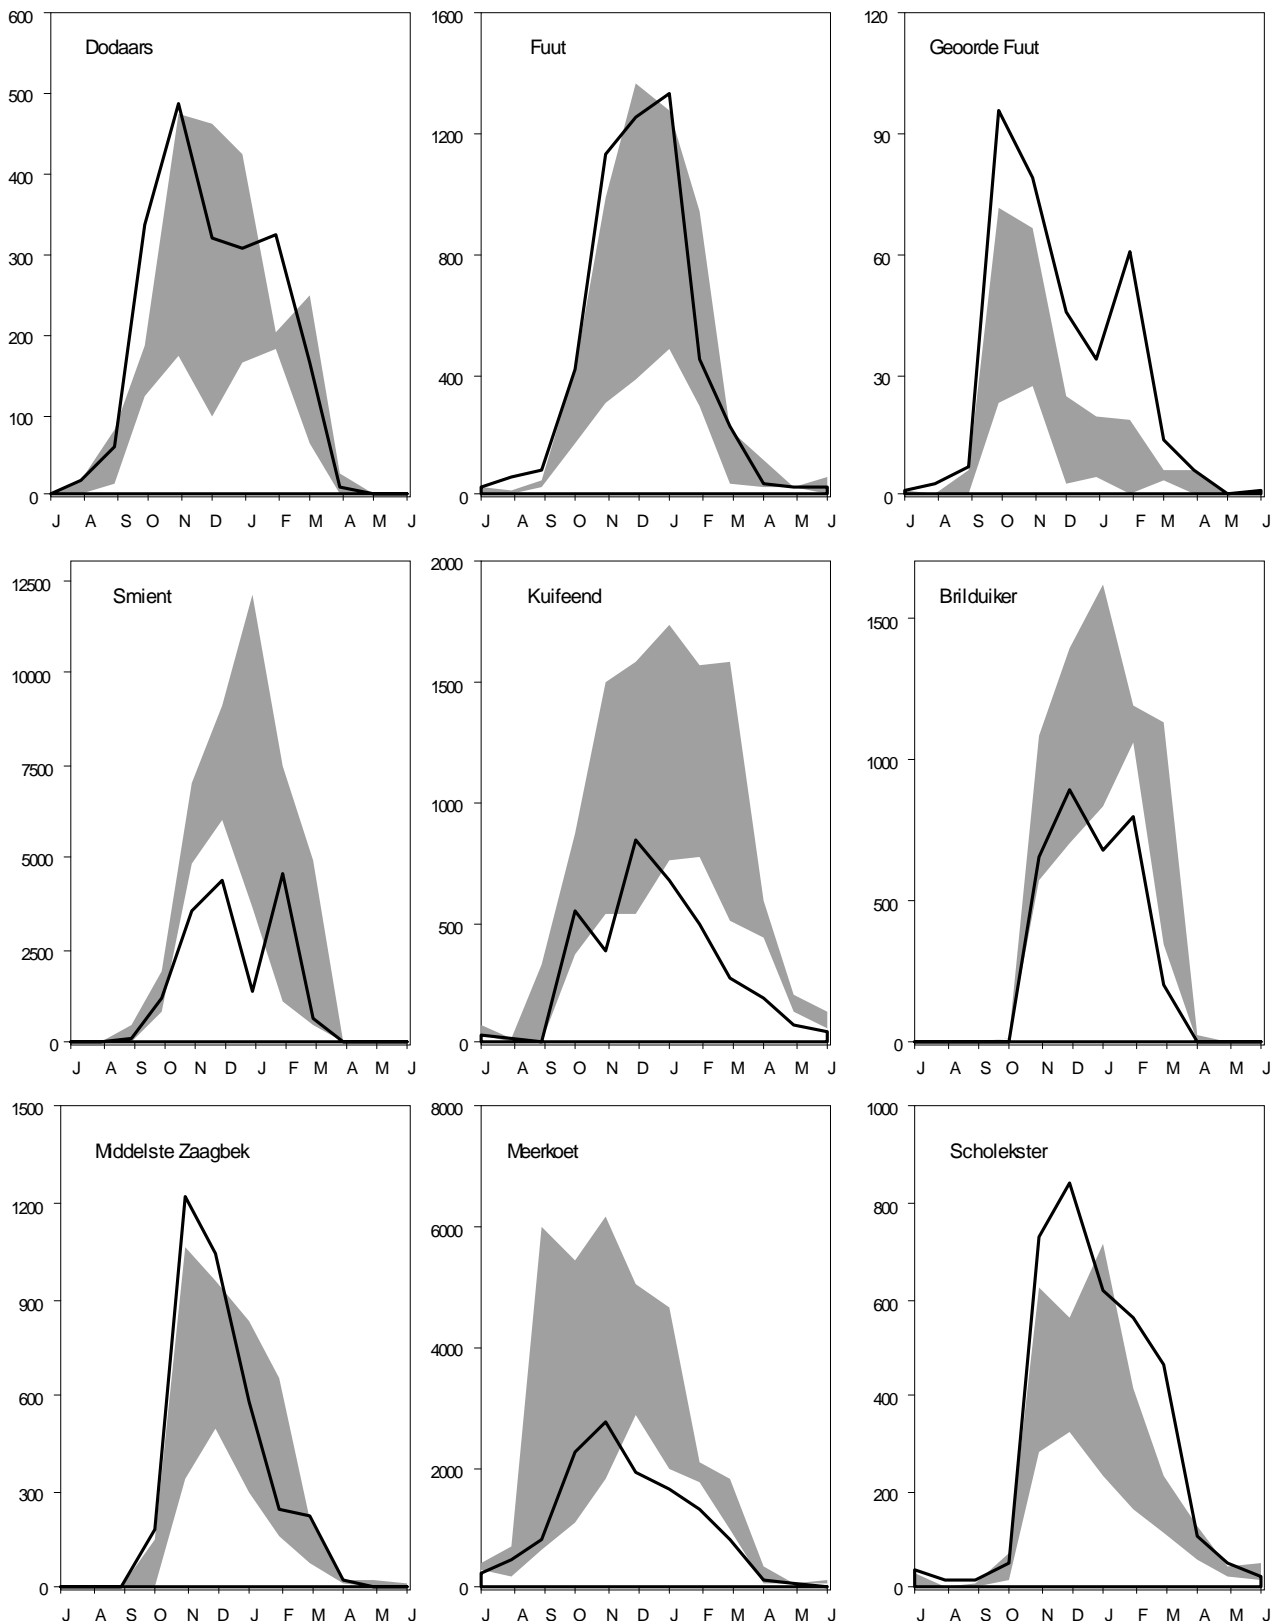 Dodaars
600
500
400
300
200
100
0
J A S O N D J F M A M J
Fuut
1600
1200
800
400
0
J A S O N D J F M A M J
Geoorde Fuut
120
90
60
30
0
J A S O N D J F M A M J
Smient
12500
10000
7500
5000
2500
0
J A S O N D J F M A M J
Kuifeend
2000
1500
1000
500
0
J A S O N D J F M A M J
Brilduiker
1500
1000
500
0
J A S O N D J F M A M J
Middelste Zaagbek
1500
1200
900
600
300
0
J A S O N D J F M A M J
Meerkoet
8000
6000
4000
2000
0
J A S O N D J F M A M J
Scholekster
1000
800
600
400
200
0
J A S O N D J F M A M J